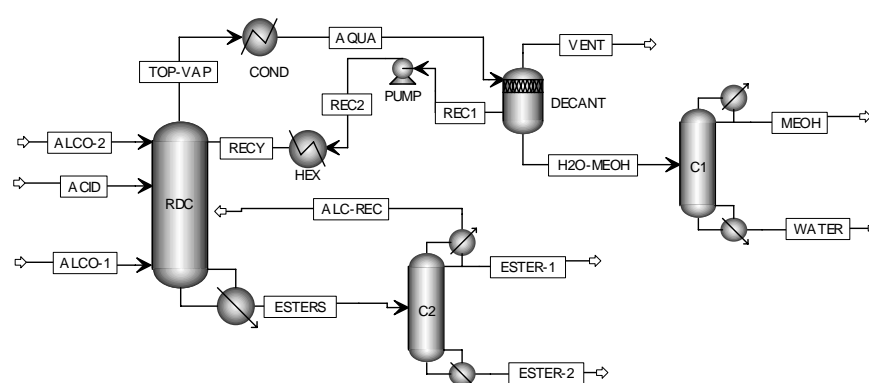 AQUA
VENT
TOP-VAP
COND
PUMP
REC2
REC1
DECANT
MEOH
ALCO-2
RECY
HEX
H2O-MEOH
C1
ACID
RDC
ALC-REC
WATER
ALCO-1
ESTER-1
ESTERS
C2
ESTER-2